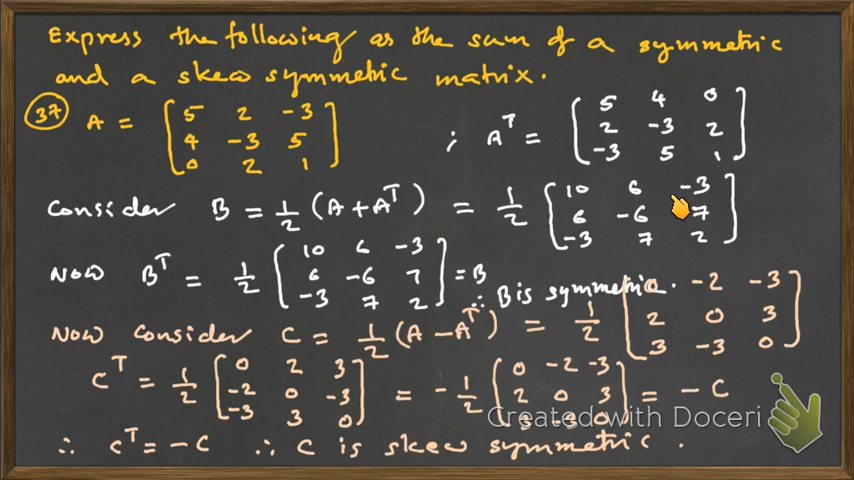 Express the following as the sum of a symmetric
and a skew symmetric matrix.
37 A = [5 2 -3; 4 -3 5; 0 2 1] ; A^T = [5 4 0; 2 -3 2; -3 5 1]
Consider B = 1/2 (A + A^T) = 1/2 [10 6 -3; 6 -6 7; -3 7 2]
Now B^T = 1/2 [10 6 -3; 6 -6 7; -3 7 2] = B
∴ B is symmetric.
Now consider C = 1/2 (A - A^T) = 1/2 [0 -2 -3; 2 0 3; 3 -3 0]
C^T = 1/2 [0 2 3; -2 0 -3; -3 3 0] = -1/2 [0 -2 -3; 2 0 3; 3 -3 0] = -C
Created with Doceri
∴ C^T = -C ∴ C is skew symmetric.